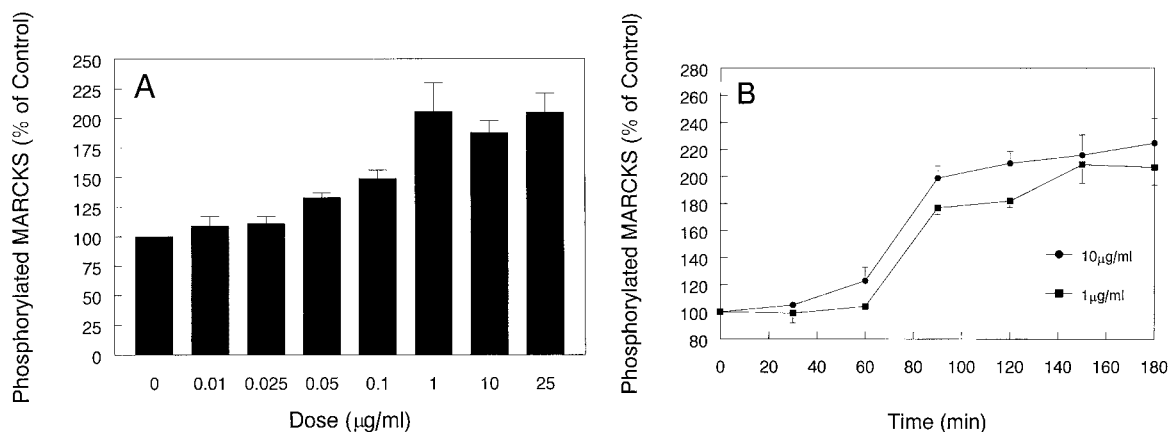 Phosphorylated MARCKS (% of Control)
A
250
225
200
175
150
125
100
75
50
25
0
0 0.01 0.025 0.05 0.1 1 10 25
Dose (μg/ml)
Phosphorylated MARCKS (% of Control)
B
280
260
240
220
200
180
160
140
120
100
80
10μg/ml
1μg/ml
0 20 40 60 80 100 120 140 160 180
Time (min)